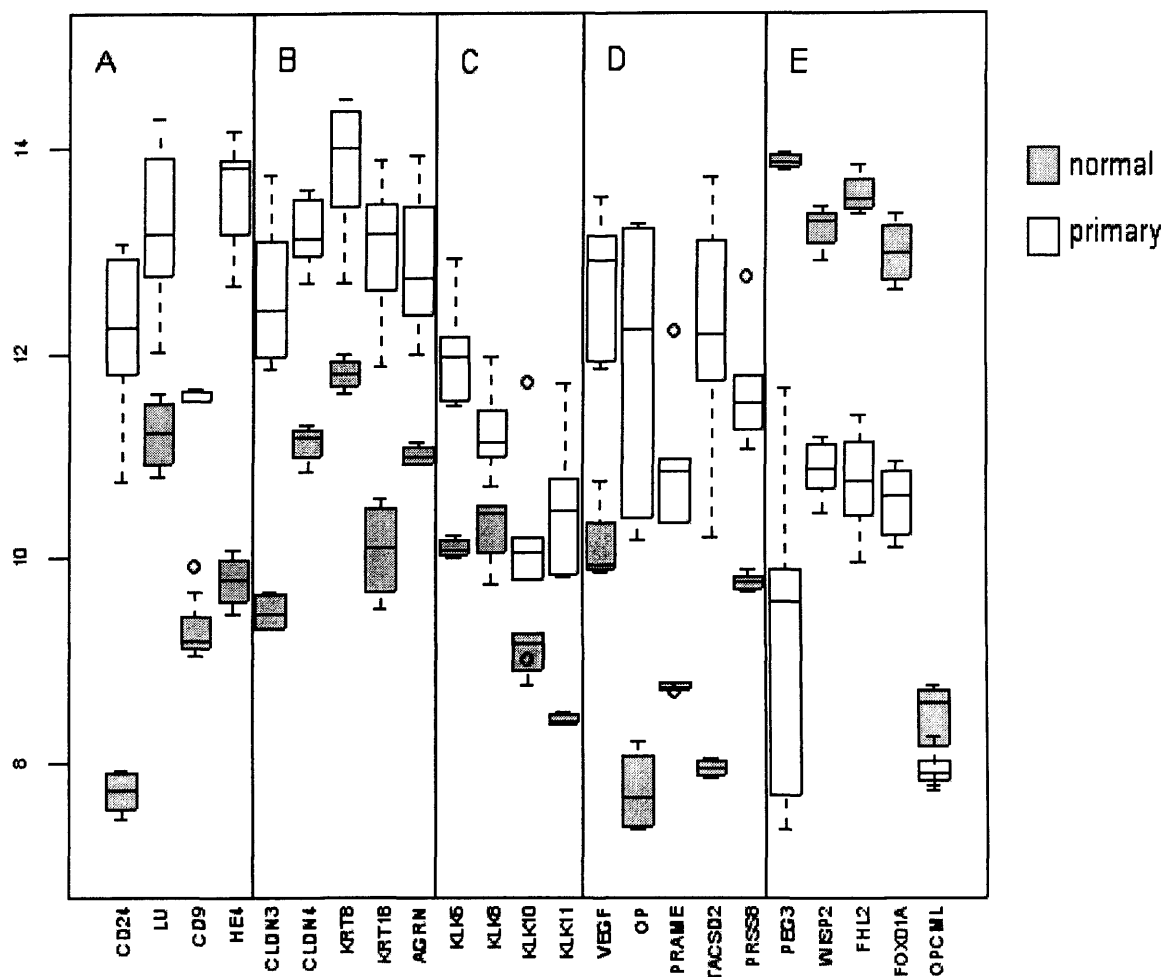 A B C D E
14
12
10
8
normal
primary
CD24
LU
CD9
HE4
CLDN3
CLDN4
KRT8
KRT18
AGRN
KLK6
KLK8
KLK10
KLK11
VEGF
OP
PRAME
TACSD2
PRSS8
PEG3
WISP2
FHL2
FOXO1A
OPCML